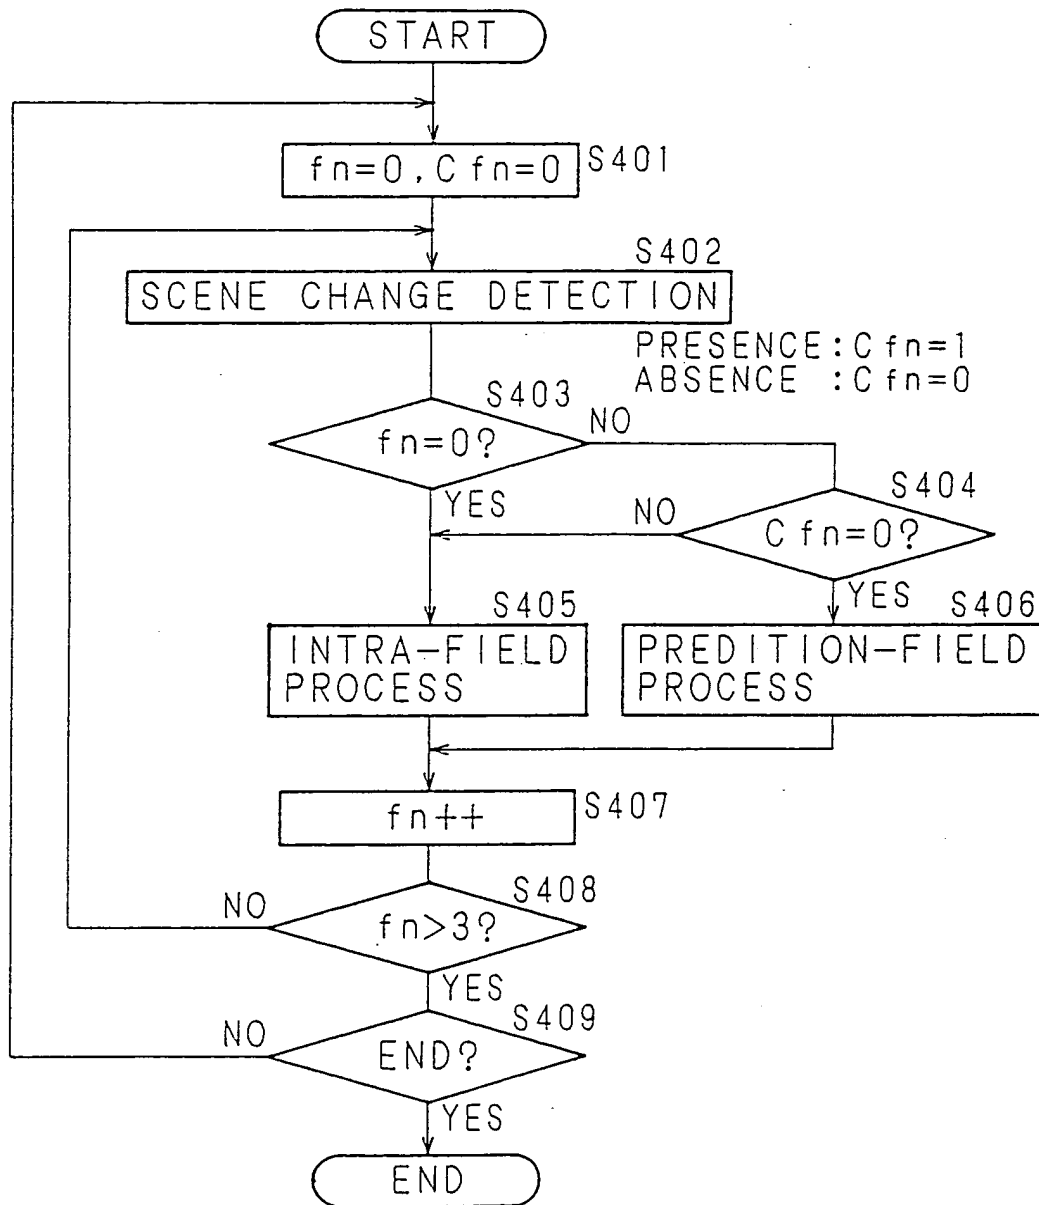 START
fn=0, Cfn=0
S401
S402
SCENE CHANGE DETECTION
PRESENCE:Cfn=1
ABSENCE :Cfn=0
S403
fn=0?
NO
YES
S404
NO
Cfn=0?
YES
S405
S406
INTRA-FIELD
PROCESS
PREDITION-FIELD
PROCESS
fn++
S407
S408
NO
fn>3?
YES
S409
NO
END?
YES
END